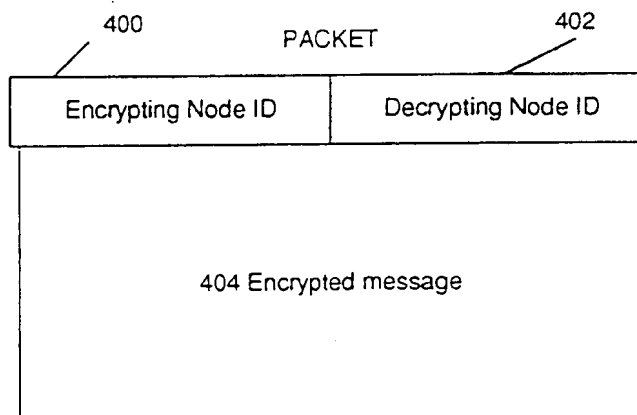 400
PACKET
402
Encrypting Node ID
Decrypting Node ID
404 Encrypted message